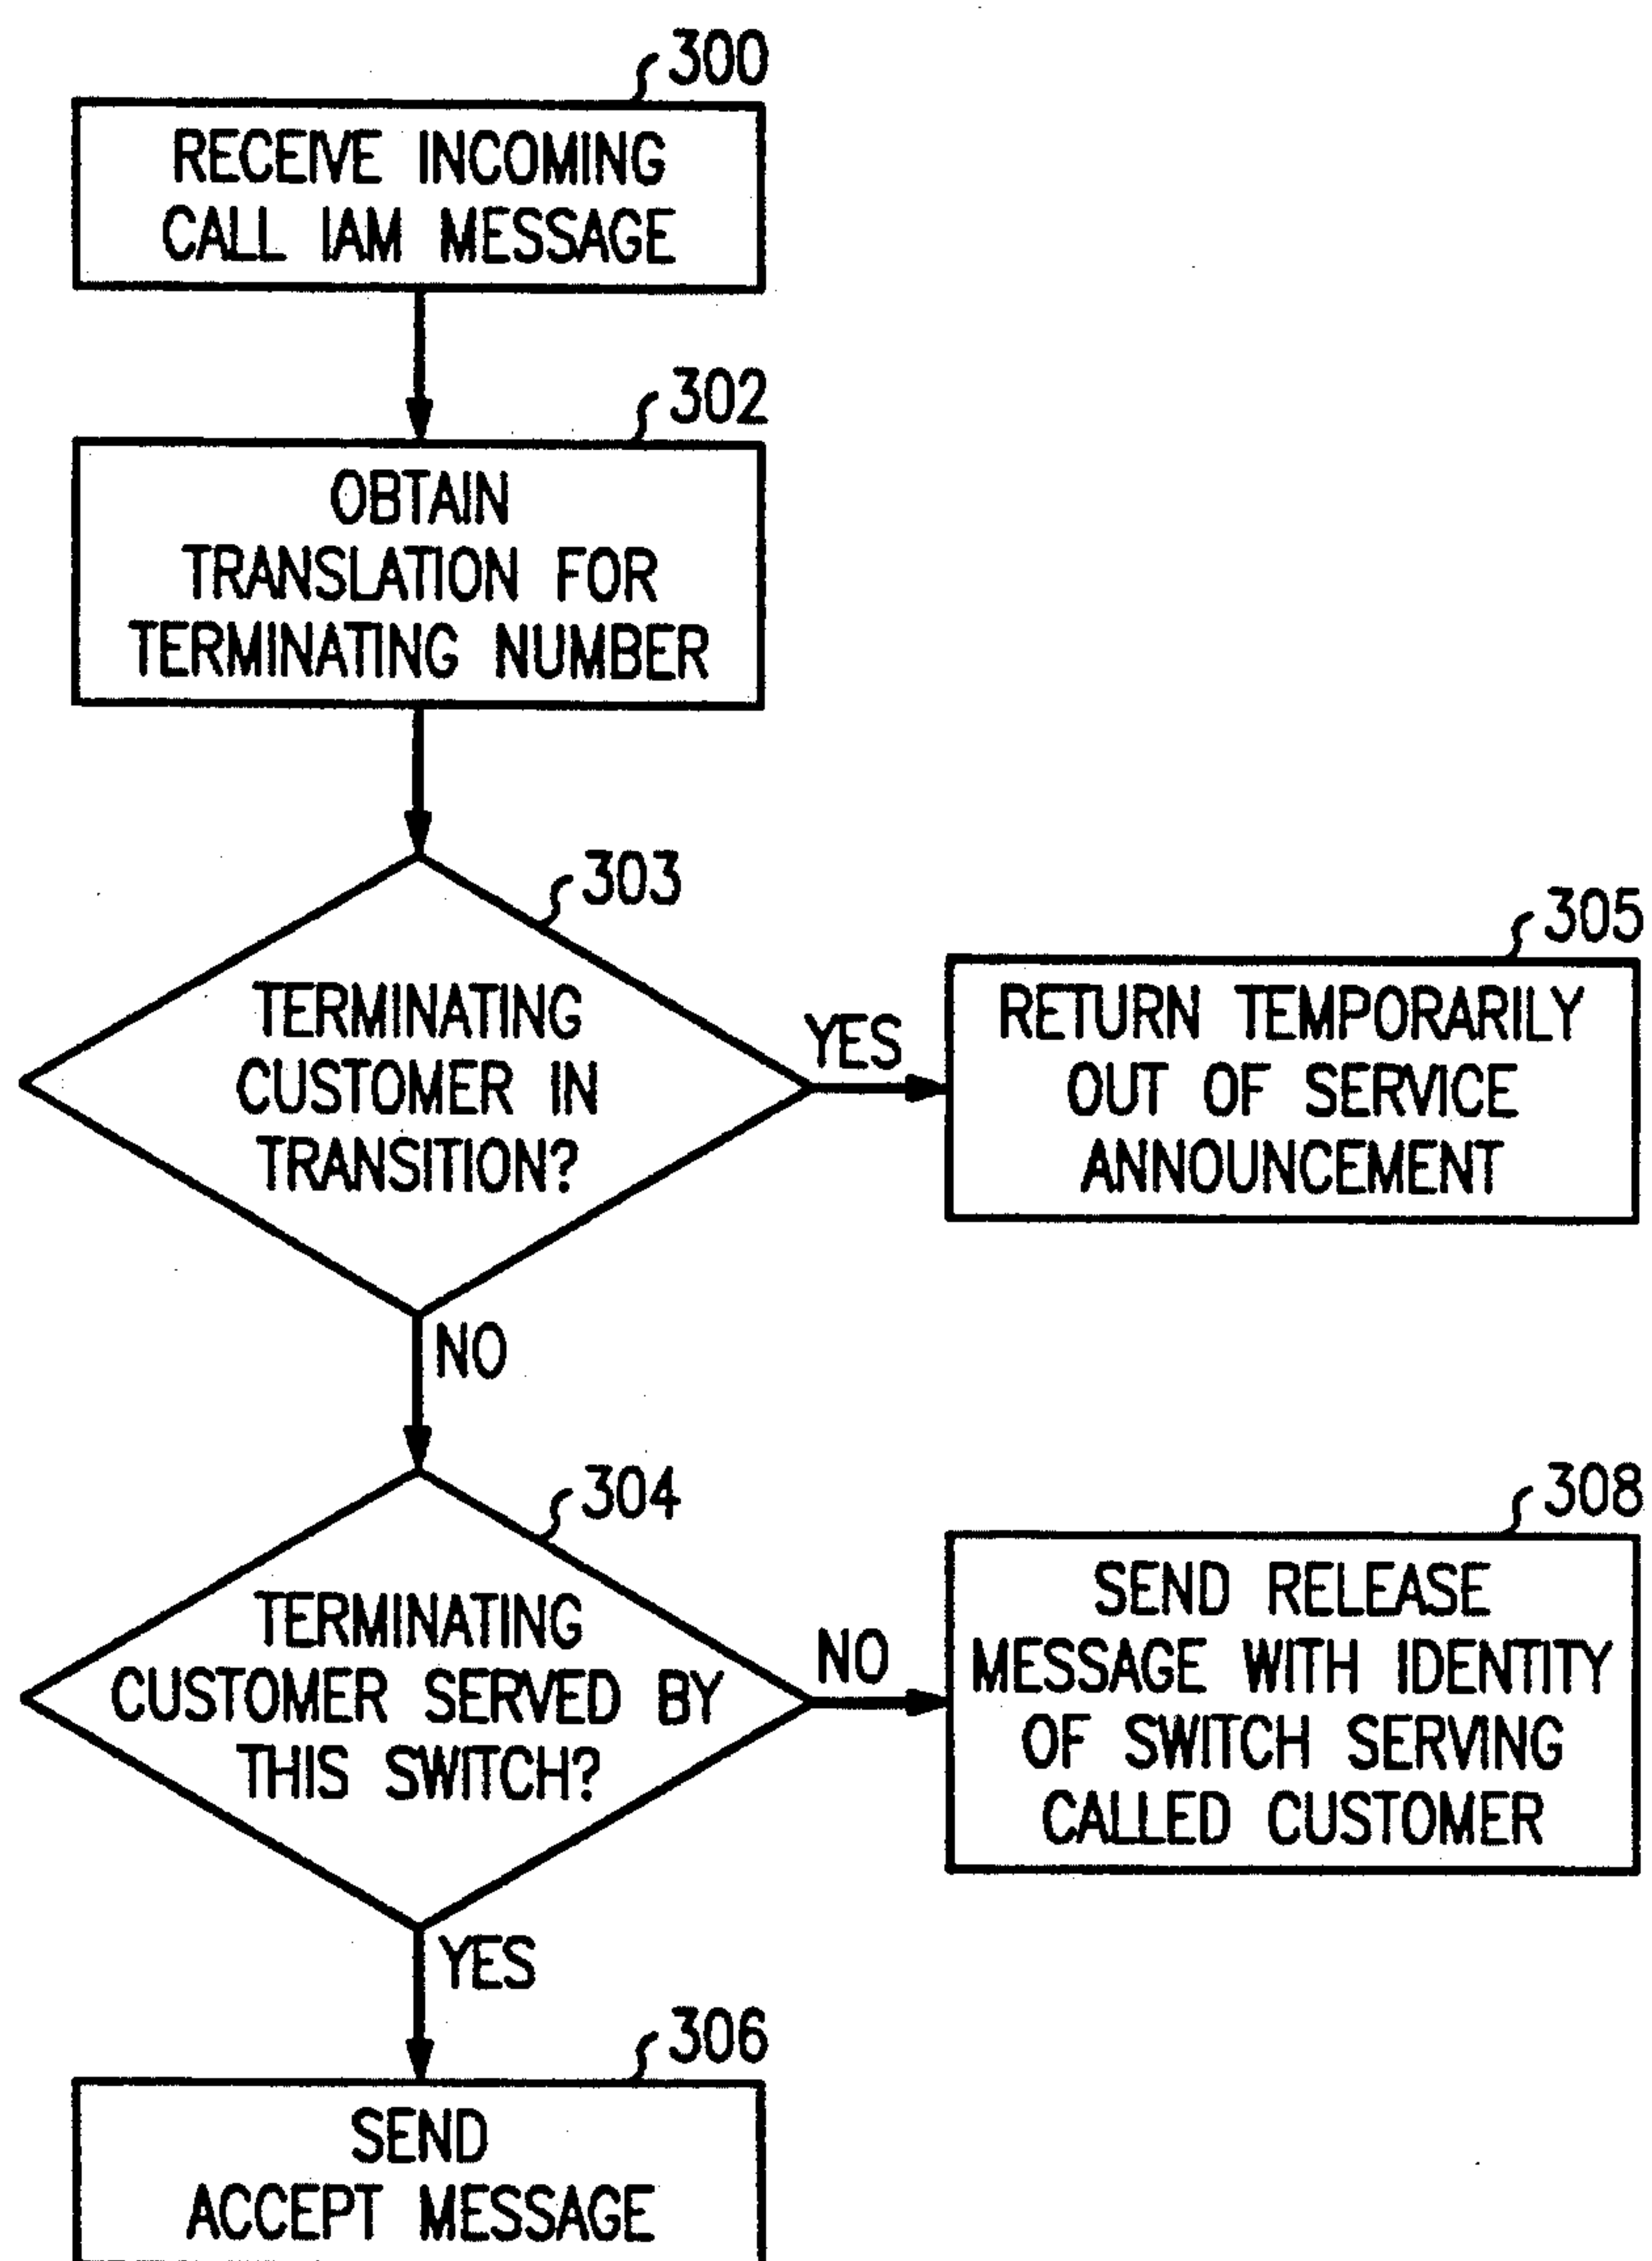 300
RECEIVE INCOMING
CALL IAM MESSAGE
302
OBTAIN
TRANSLATION FOR
TERMINATING NUMBER
303
TERMINATING
CUSTOMER IN
TRANSITION?
YES
305
RETURN TEMPORARILY
OUT OF SERVICE
ANNOUNCEMENT
NO
304
TERMINATING
CUSTOMER SERVED BY
THIS SWITCH?
NO
308
SEND RELEASE
MESSAGE WITH IDENTITY
OF SWITCH SERVING
CALLED CUSTOMER
YES
306
SEND
ACCEPT MESSAGE